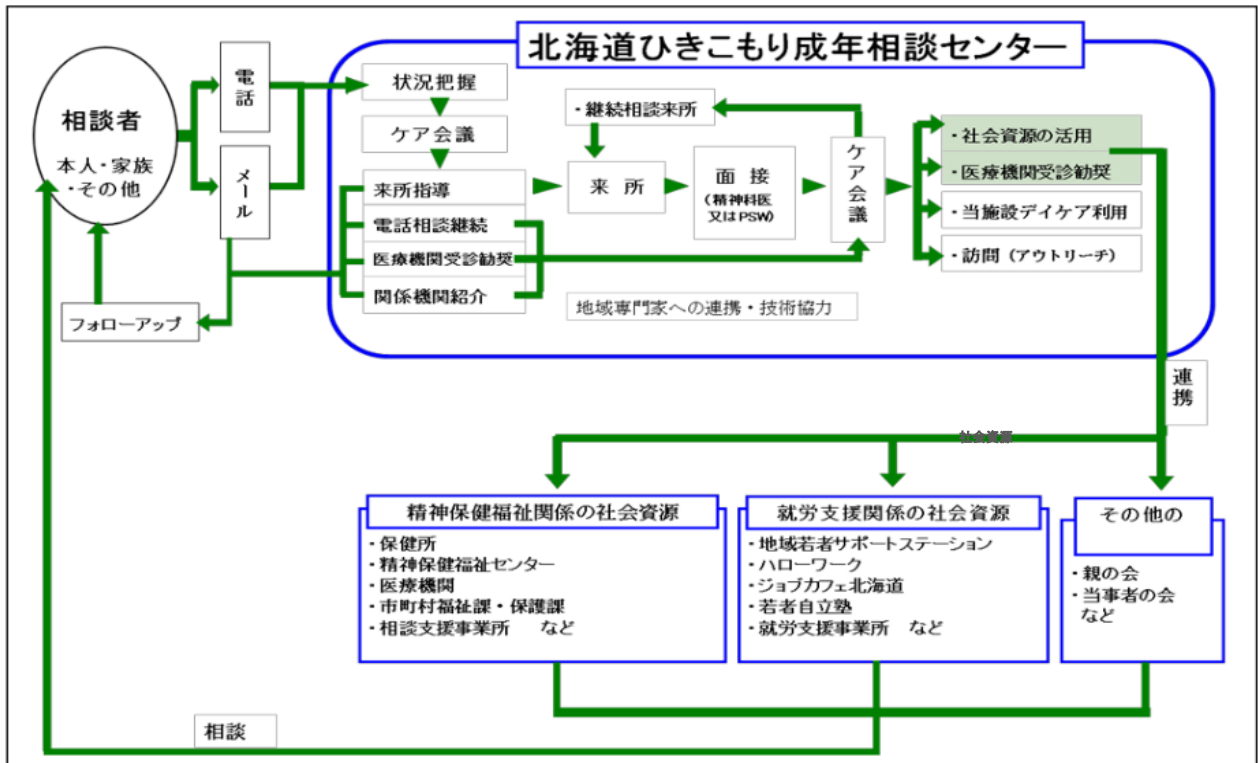 北海道ひきこもり成年相談センター
相談者
本人・家族
・その他
電話
メール
フォローアップ
状況把握
ケア会議
来所指導
電話相談継続
医療機関受診勧奨
関係機関紹介
・継続相談来所
来所
面接
(精神科医
又はPSW)
ケア会議
・社会資源の活用
・医療機関受診勧奨
・当施設デイケア利用
・訪問(アウトリーチ)
地域専門家への連携・技術協力
連携
社会資源
精神保健福祉関係の社会資源
・保健所
・精神保健福祉センター
・医療機関
・市町村福祉課・保護課
・相談支援事業所 など
就労支援関係の社会資源
・地域若者サポートステーション
・ハローワーク
・ジョブカフェ北海道
・若者自立塾
・就労支援事業所 など
その他の
・親の会
・当事者の会
など
相談